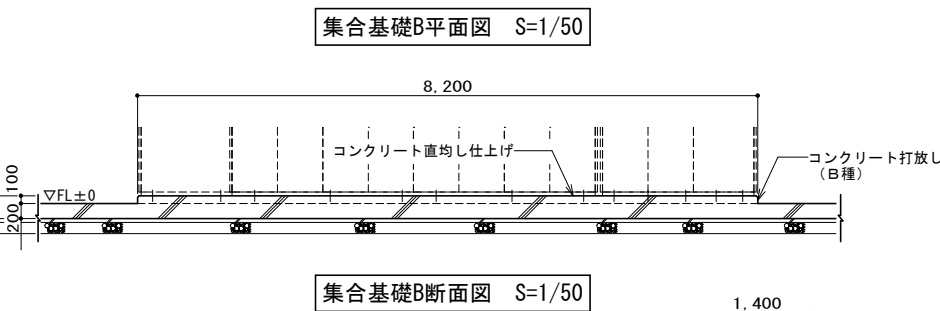 集合基礎B平面図 S=1/50
8,200
コンクリート直均し仕上げ
コンクリート打放し
(B種)
100
▽FL±0
200
集合基礎B断面図 S=1/50
1,400